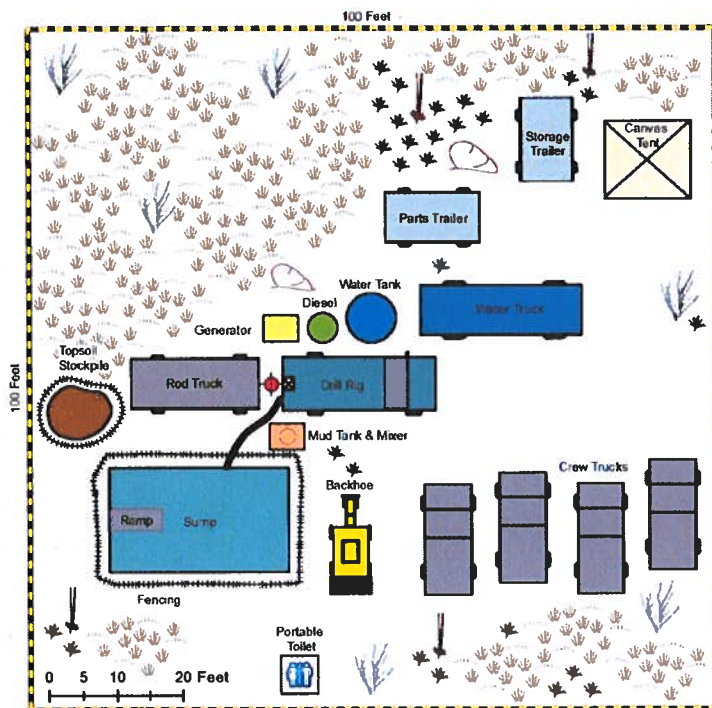 100 Feet
Canvas
Tent
Storage
Trailer
Parts Trailer
Water Tank
Diesel
Generator
Water Truck
Topsoil
Stockpile
100 Feet
Rod Truck
Drill Rig
Mud Tank & Mixer
Crew Trucks
Backhoe
Ramp
Sump
Fencing
Portable
Toilet
0 5 10 20 Feet